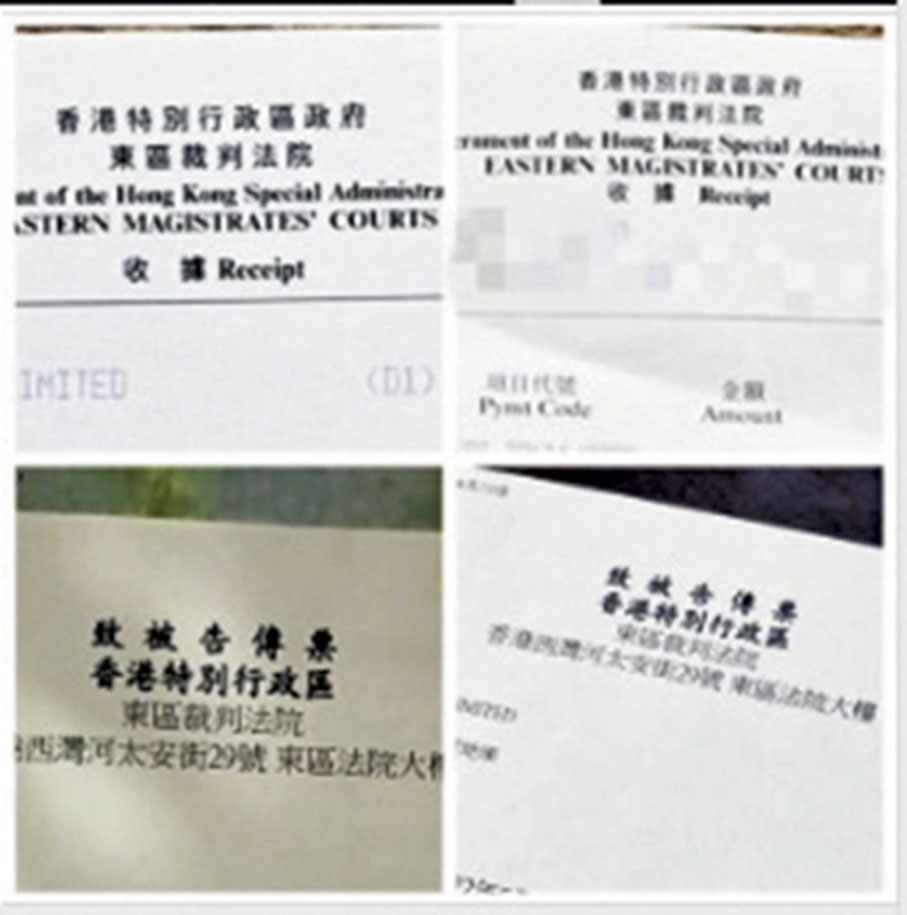 香港特別行政區政府
東區裁判法院
nt of the Hong Kong Special Administra
ASTERN MAGISTRATES' COURTS
收 據 Receipt
IMITED (D1)
香港特別行政區政府
東區裁判法院
ernment of the Hong Kong Special Administ
EASTERN MAGISTRATES' COURTS
收 據 Receipt
項目代號 金額
Pymt Code Amount
致 被 告 傳 票
香港特別行政區
東區裁判法院
西灣河太安街29號 東區法院大樓
致 被 告 傳 票
香港特別行政區
東區裁判法院
香港西灣河太安街29號 東區法院大樓